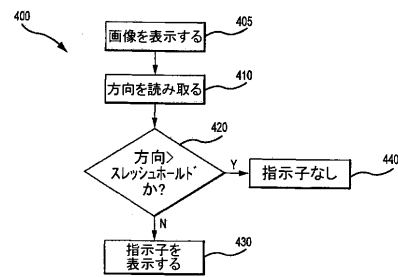 400
405
画像を表示する
410
方向を読み取る
420
方向>
スレッシュホールド
か?
Y
440
指示子なし
N
430
指示子を
表示する